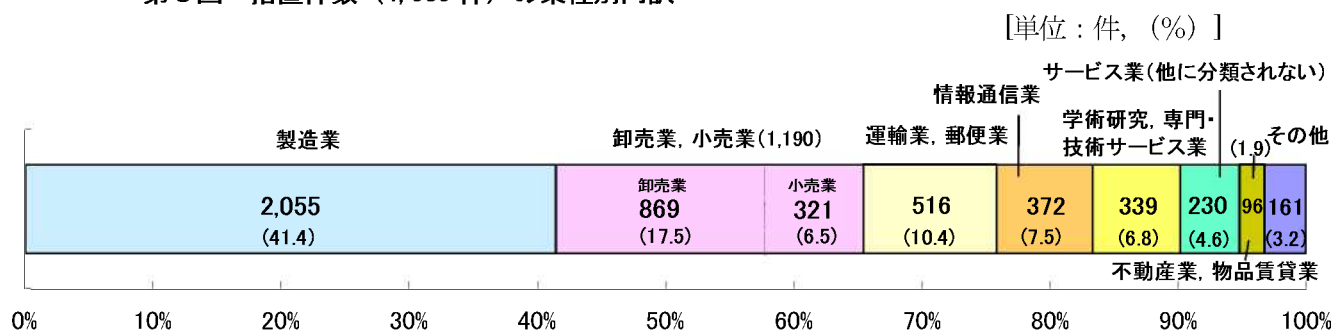 [単位：件，（％）]
サービス業（他に分類されない）
情報通信業
製造業
卸売業，小売業（1,190）
運輸業，郵便業
学術研究，専門・
技術サービス業
(1.9)
その他
2,055
(41.4)
卸売業
869
(17.5)
小売業
321
(6.5)
516
(10.4)
372
(7.5)
339
(6.8)
230
(4.6)
96
161
(3.2)
不動産業，物品賃貸業
0% 10% 20% 30% 40% 50% 60% 70% 80% 90% 100%